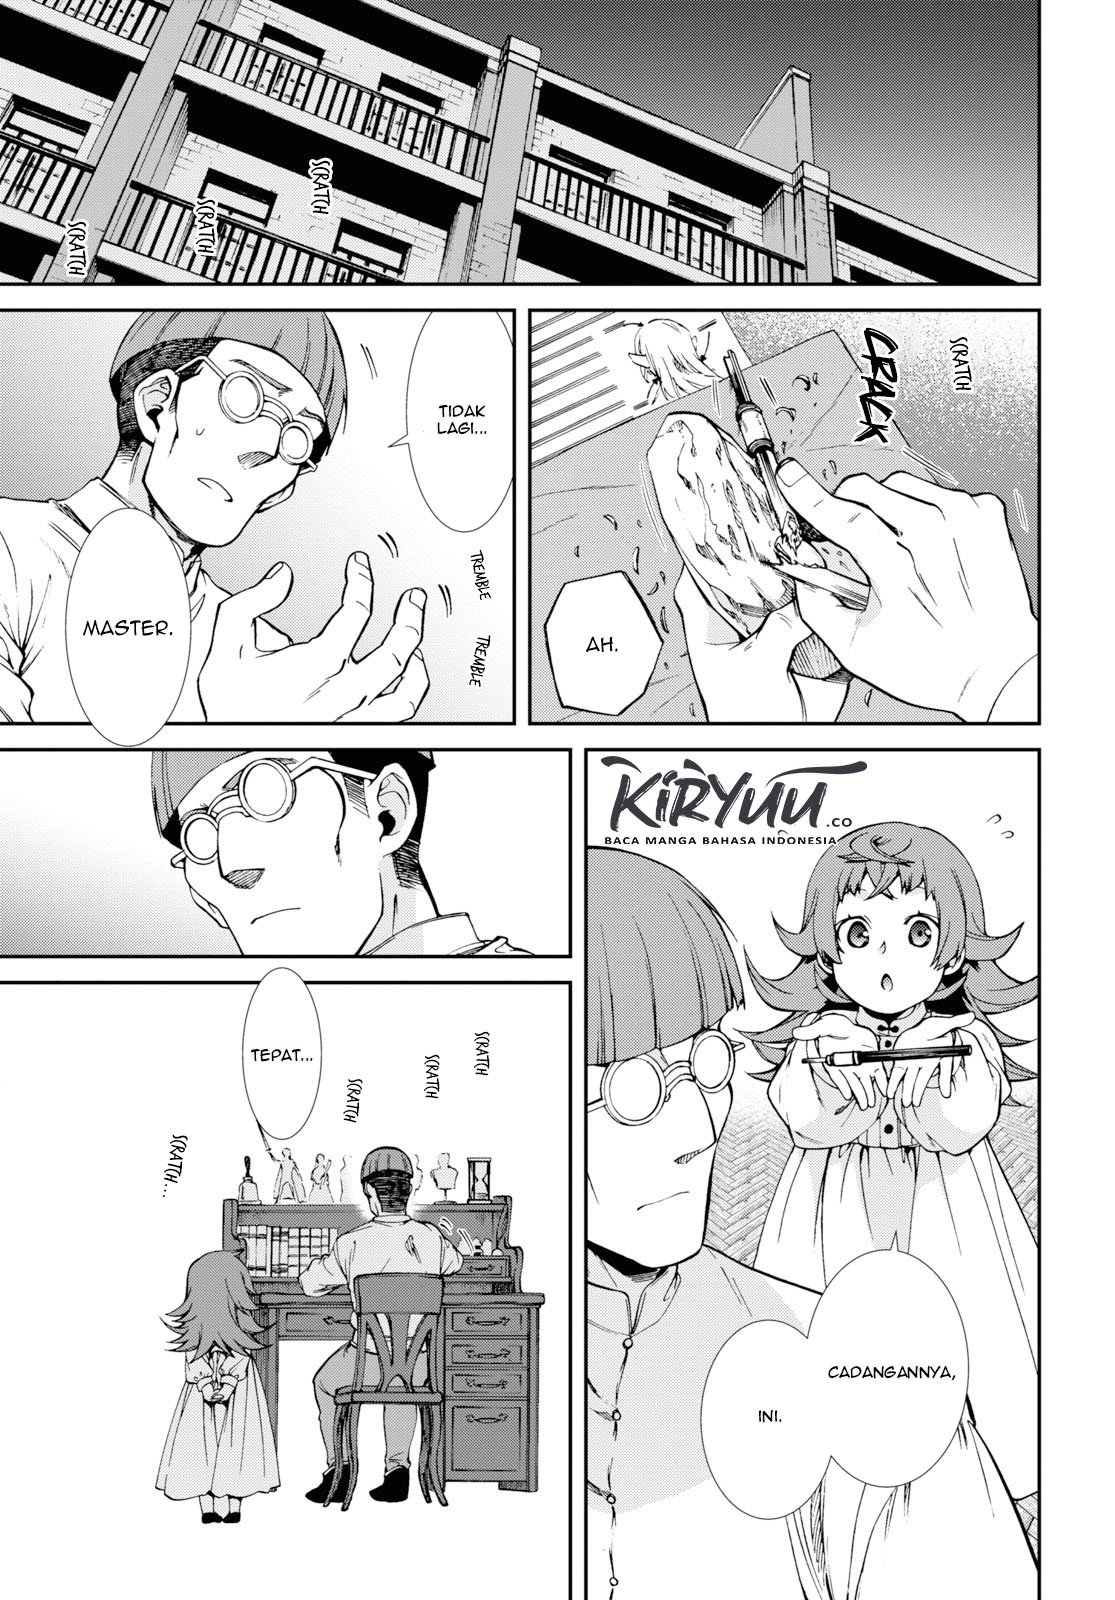 SCRATCH
SCRATCH
SCRATCH
SCRATCH
CRACK
AH.
TIDAK
LAGI...
TREMBLE
TREMBLE
MASTER.
KIRYUU.CO
BACA MANGA BAHASA INDONESIA
CADANGANNYA,
INI.
TEPAT...
SCRATCH
SCRATCH
SCRATCH
SCRATCH...